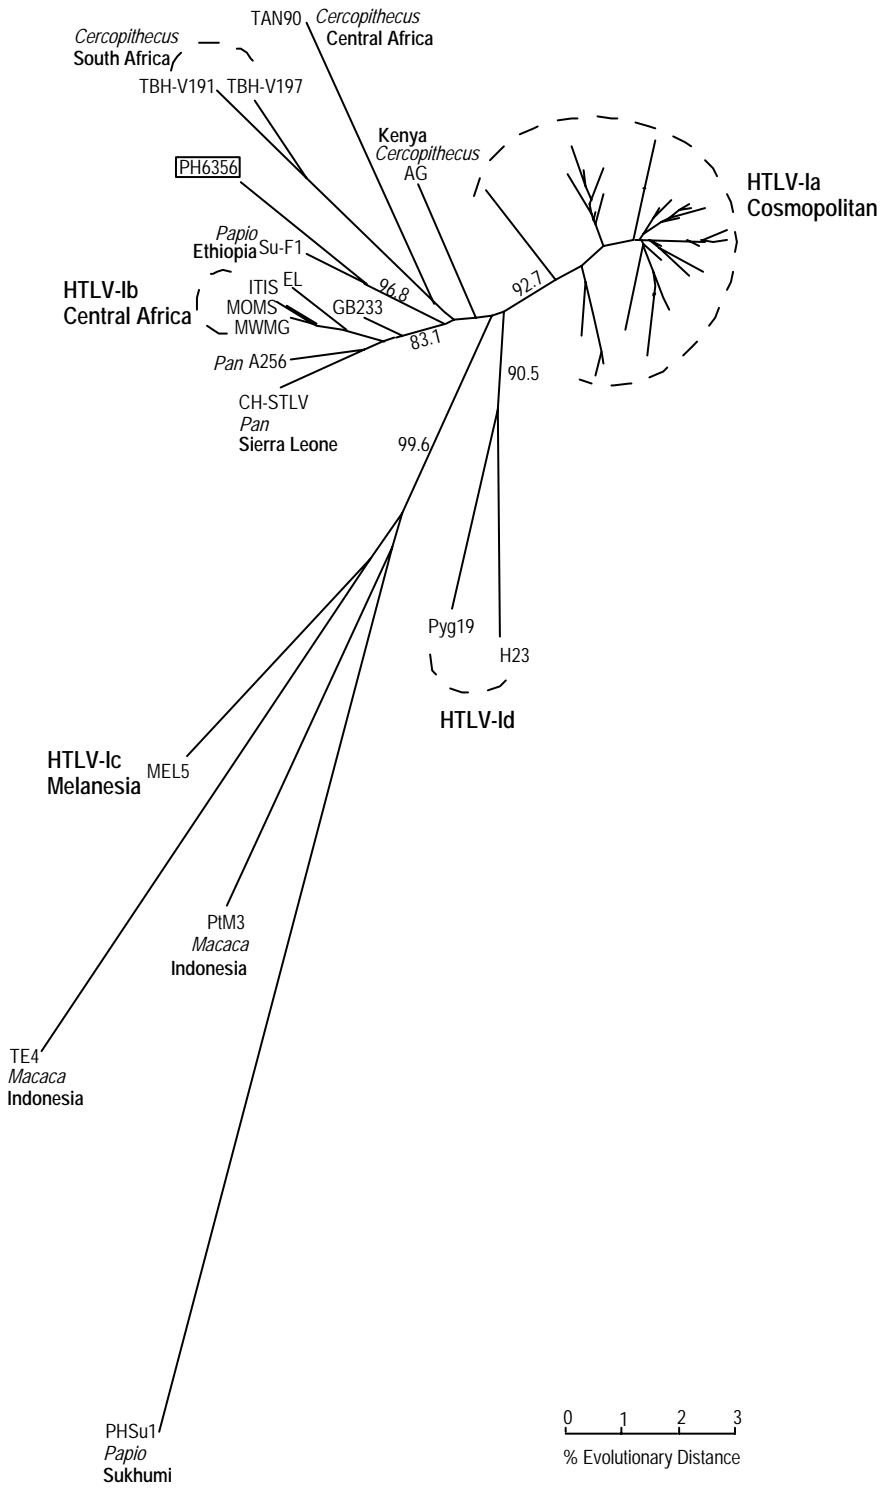 TAN90 Cercopithecus
Central Africa
Cercopithecus
South Africa
TBH-V191 TBH-V197
Kenya
Cercopithecus
AG
PH6356
HTLV-Ia
Cosmopolitan
Papio
Ethiopia Su-F1
96.8
92.7
HTLV-Ib
Central Africa
EL
ITIS
MOMS
MWMG
GB233
83.1
Pan A256
90.5
CH-STLV
Pan
Sierra Leone
99.6
Pyg19
H23
HTLV-Id
HTLV-Ic
Melanesia
MEL5
PtM3
Macaca
Indonesia
TE4
Macaca
Indonesia
PHSu1
Papio
Sukhumi
0 1 2 3
% Evolutionary Distance